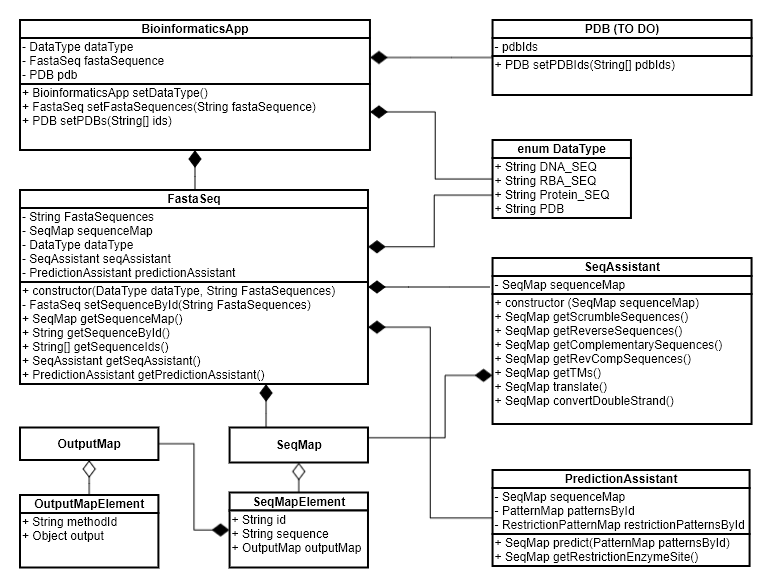 BioinformaticsApp
- DataType dataType
- FastaSeq fastaSequence
- PDB pdb
+ BioinformaticsApp setDataType()
+ FastaSeq setFastaSequences(String fastaSequence)
+ PDB setPDBs(String[] ids)
PDB (TO DO)
- pdbIds
+ PDB setPDBIds(String[] pdbIds)
enum DataType
+ String DNA_SEQ
+ String RBA_SEQ
+ String Protein_SEQ
+ String PDB
FastaSeq
- String FastaSequences
- SeqMap sequenceMap
- DataType dataType
- SeqAssistant seqAssistant
- PredictionAssistant predictionAssistant
+ constructor(DataType dataType, String FastaSequences)
- FastaSeq setSequenceById(String FastaSequences)
+ SeqMap getSequenceMap()
+ String getSequenceById()
+ String[] getSequenceIds()
+ SeqAssistant getSeqAssistant()
+ PredictionAssistant getPredictionAssistant()
SeqAssistant
- SeqMap sequenceMap
+ constructor (SeqMap sequenceMap)
+ SeqMap getScrumbleSequences()
+ SeqMap getReverseSequences()
+ SeqMap getComplementarySequences()
+ SeqMap getRevCompSequences()
+ SeqMap getTMs()
+ SeqMap translate()
+ SeqMap convertDoubleStrand()
OutputMap
SeqMap
OutputMapElement
+ String methodId
+ Object output
SeqMapElement
+ String id
+ String sequence
+ OutputMap outputMap
PredictionAssistant
- SeqMap sequenceMap
- PatternMap patternsById
- RestrictionPatternMap restrictionPatternsById
+ SeqMap predict(PatternMap patternsById)
+ SeqMap getRestrictionEnzymeSite()